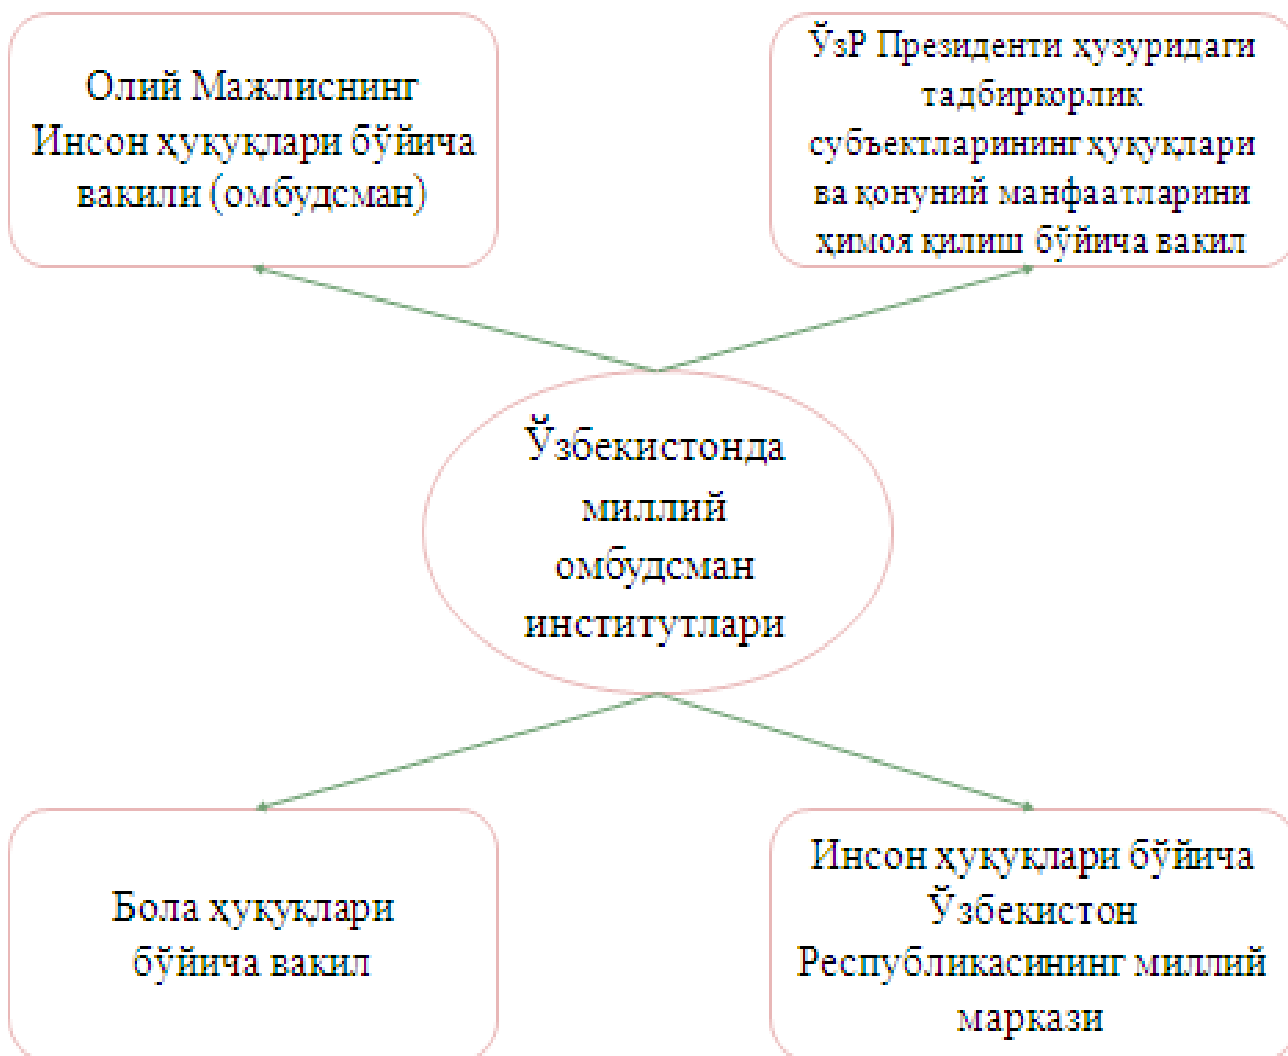 Олий Мажлиснинг
Инсон ҳуқуқлари бўйича
вакили (омбудсман)
ЎзР Президенти ҳузуридаги
тадбиркорлик
субъектларининг ҳуқуқлари
ва қонуний манфаатларини
ҳимоя қилиш бўйича вакил
Ўзбекистонда
миллий
омбудсман
институтлари
Бола ҳуқуқлари
бўйича вакил
Инсон ҳуқуқлари бўйича
Ўзбекистон
Республикасининг миллий
маркази